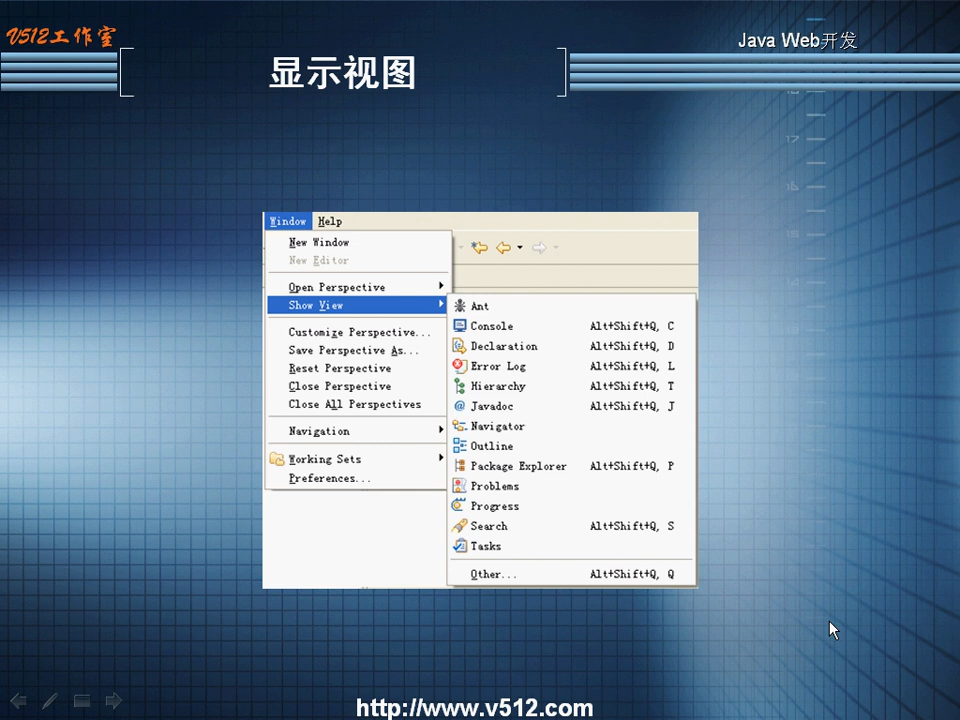 V512工作室
Java Web开发
显示视图
Window Help
New Window
New Editor
Open Perspective
Show View
Customize Perspective...
Save Perspective As...
Reset Perspective
Close Perspective
Close All Perspectives
Navigation
Working Sets
Preferences...
Ant
Console Alt+Shift+Q, C
Declaration Alt+Shift+Q, D
Error Log Alt+Shift+Q, L
Hierarchy Alt+Shift+Q, T
Javadoc Alt+Shift+Q, J
Navigator
Outline
Package Explorer Alt+Shift+Q, P
Problems
Progress
Search Alt+Shift+Q, S
Tasks
Other... Alt+Shift+Q, Q
17
16
15
14
http://www.v512.com